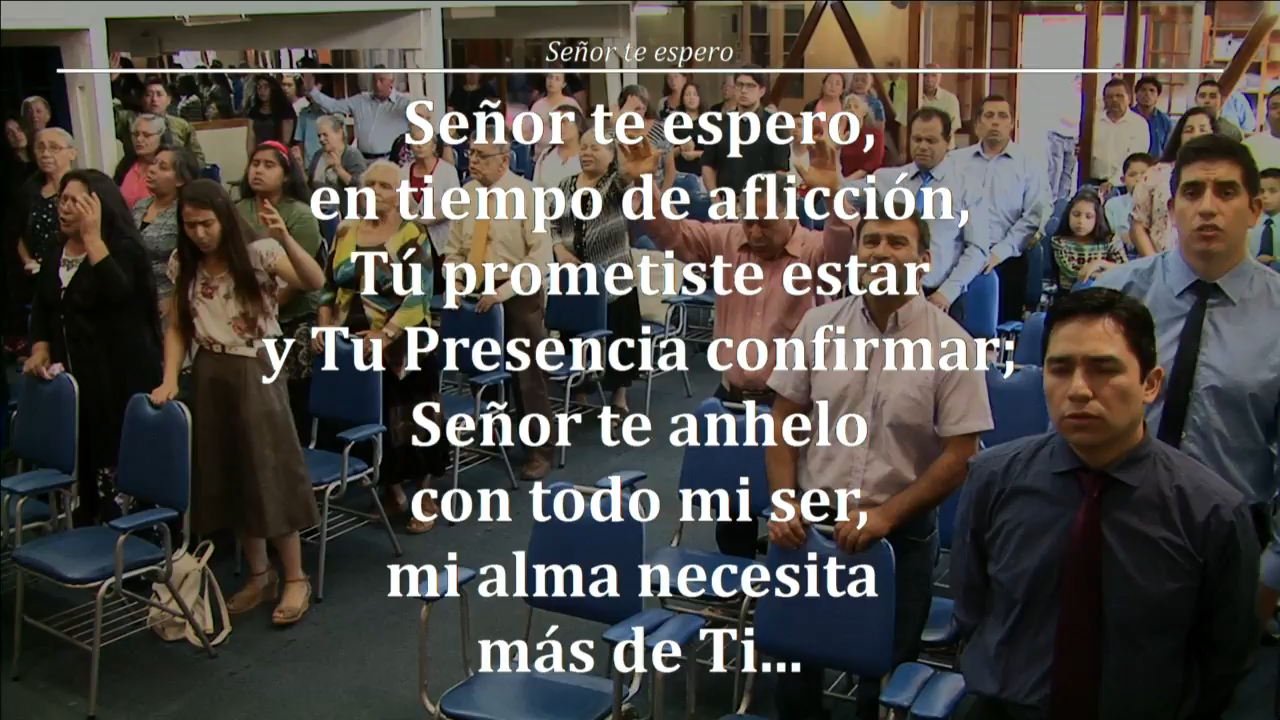 Señor te espero
Señor te espero,
en tiempo de aflicción,
Tú prometiste estar
y Tu Presencia confirmar;
Señor te anhelo
con todo mi ser,
mi alma necesita
más de Ti...